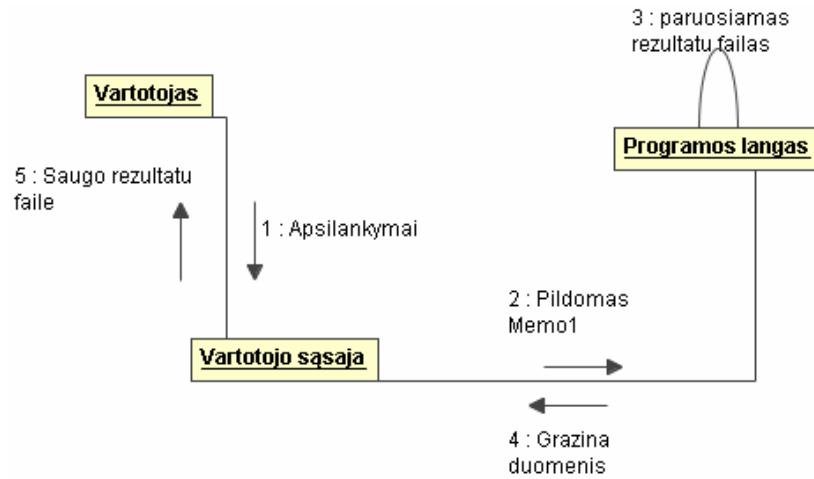 3 : paruosiamas
rezultatu failas
Vartotojas
Programos langas
5 : Saugo rezultatu
faile
1 : Apsilankymai
2 : Pildomas
Memo1
Vartotojo sąsaja
4 : Grazina
duomenis